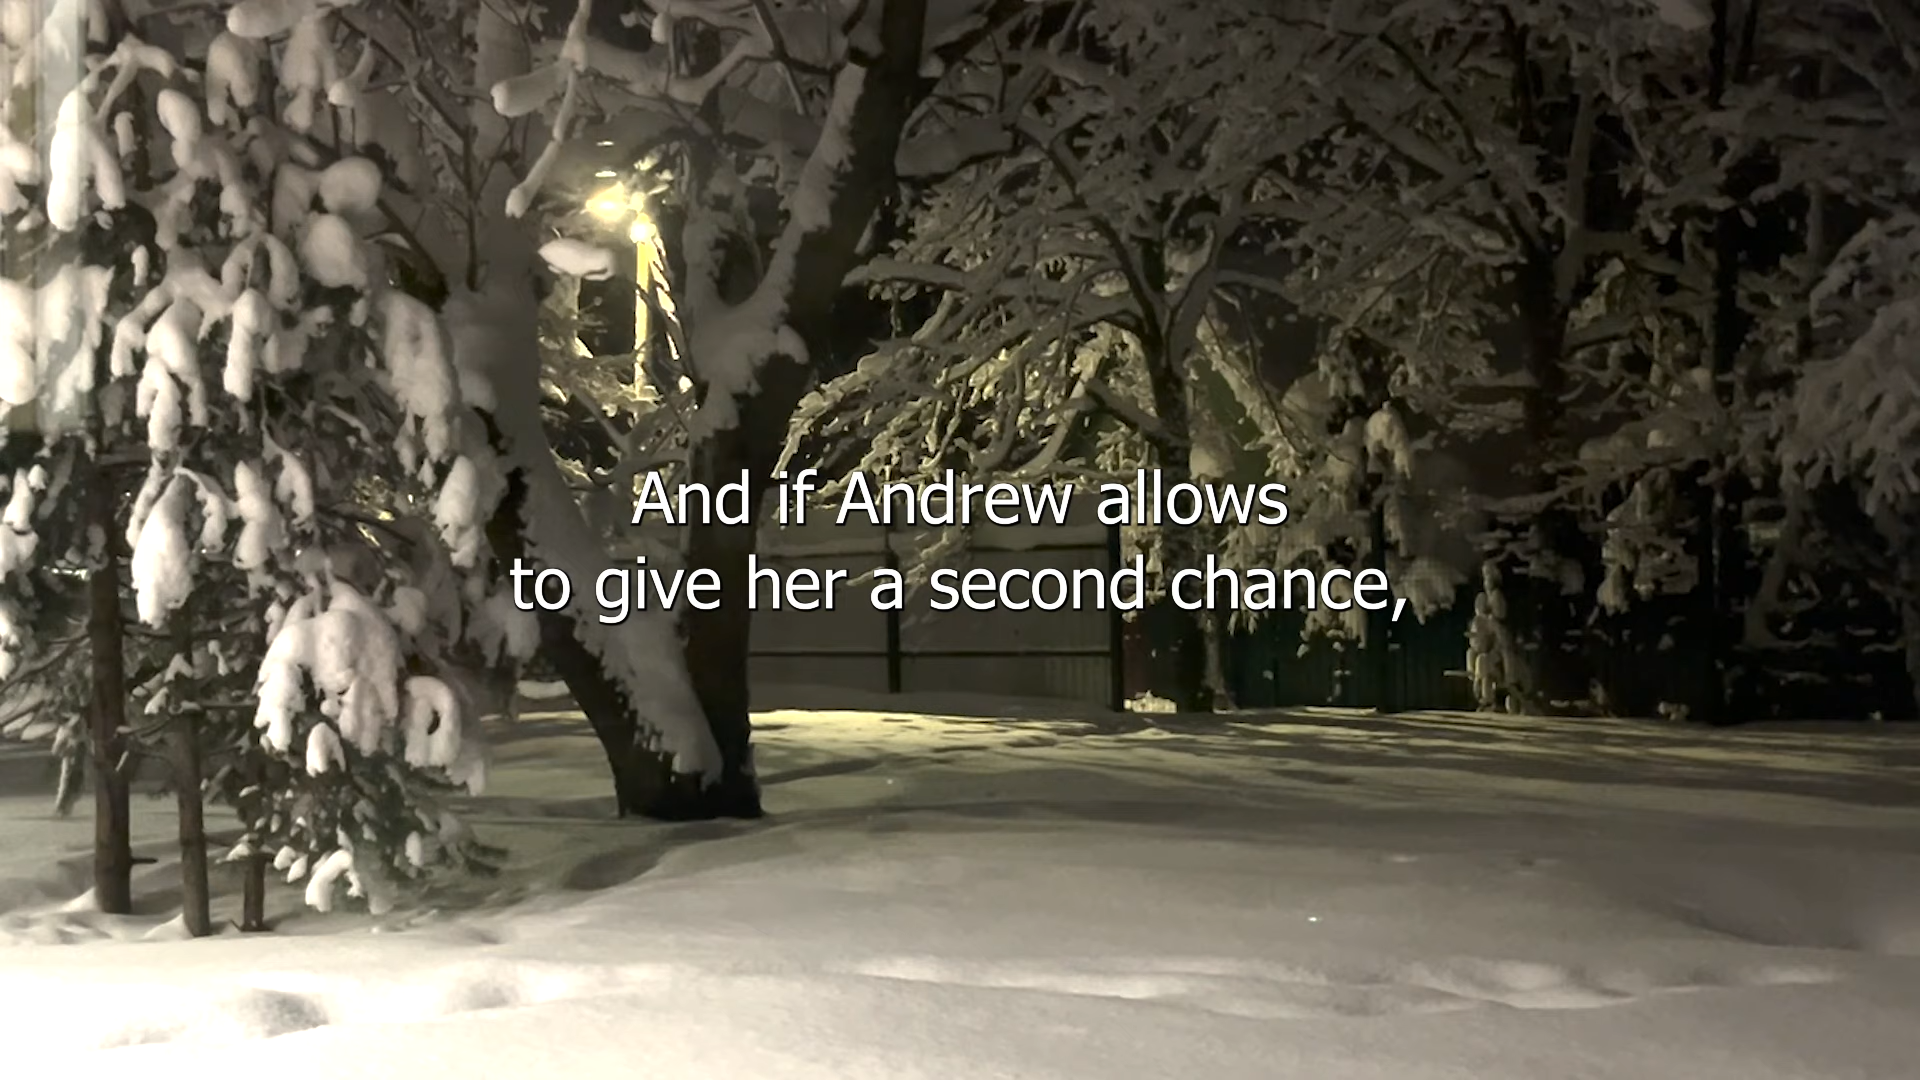 And if Andrew allows
to give her a second chance,